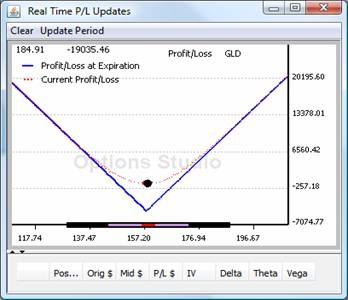 Real Time P/L Updates
Clear Update Period
184.91 -19035.46 Profit/Loss GLD
Profit/Loss at Expiration
Current Profit/Loss
20195.60
13378.01
6560.42
-257.18
-7074.77
Options Studio
117.74 137.47 157.20 176.94 196.67
Pos... Orig $ Mid $ P/L $ IV Delta Theta Vega